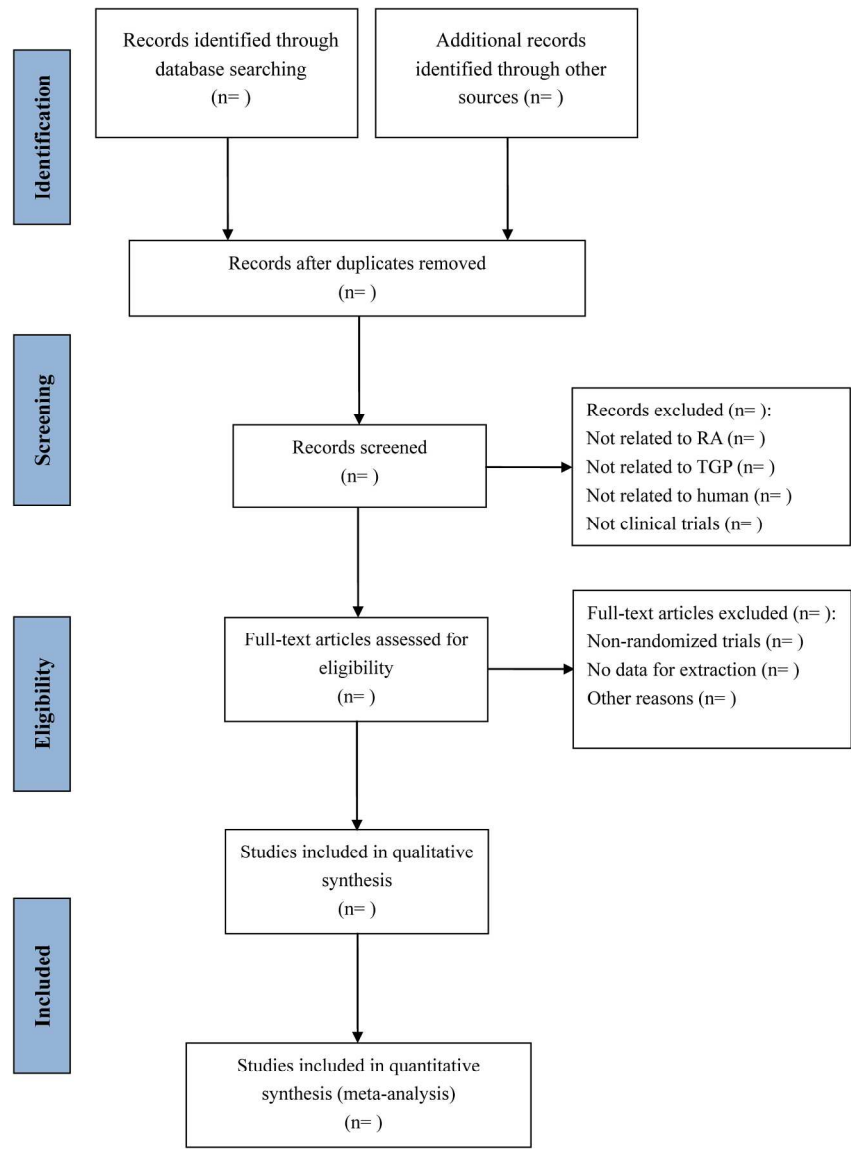 Identification
Records identified through
database searching
(n= )
Additional records
identified through other
sources (n= )
Records after duplicates removed
(n= )
Screening
Records screened
(n= )
Records excluded (n= ):
Not related to RA (n= )
Not related to TGP (n= )
Not related to human (n= )
Not clinical trials (n= )
Eligibility
Full-text articles assessed for
eligibility
(n= )
Full-text articles excluded (n= ):
Non-randomized trials (n= )
No data for extraction (n= )
Other reasons (n= )
Included
Studies included in qualitative
synthesis
(n= )
Studies included in quantitative
synthesis (meta-analysis)
(n= )